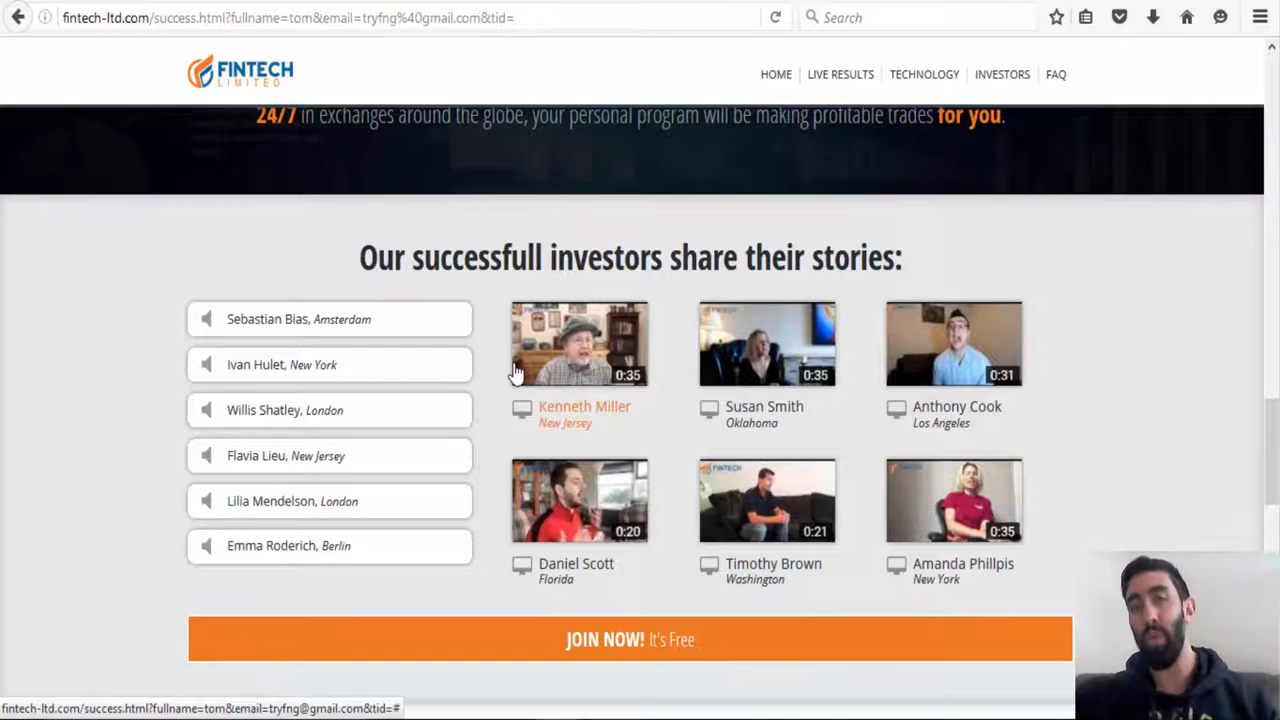 fintech-ltd.com/success.html?fullname=tom&email=tryfng%40gmail.com&tid=
Search
FINTECH
LIMITED
HOME
LIVE RESULTS
TECHNOLOGY
INVESTORS
FAQ
24/7 in exchanges around the globe, your personal program will be making profitable trades for you.
Our successfull investors share their stories:
Sebastian Bias, Amsterdam
Ivan Hulet, New York
Willis Shatley, London
Flavia Lieu, New Jersey
Lilia Mendelson, London
Emma Roderich, Berlin
0:35
0:35
0:31
Kenneth Miller
New Jersey
Susan Smith
Oklahoma
Anthony Cook
Los Angeles
FINTECH
0:20
0:21
0:35
Daniel Scott
Florida
Timothy Brown
Washington
Amanda Phillpis
New York
JOIN NOW! It's Free
fintech-ltd.com/success.html?fullname=tom&email=tryfng@gmail.com&tid=#